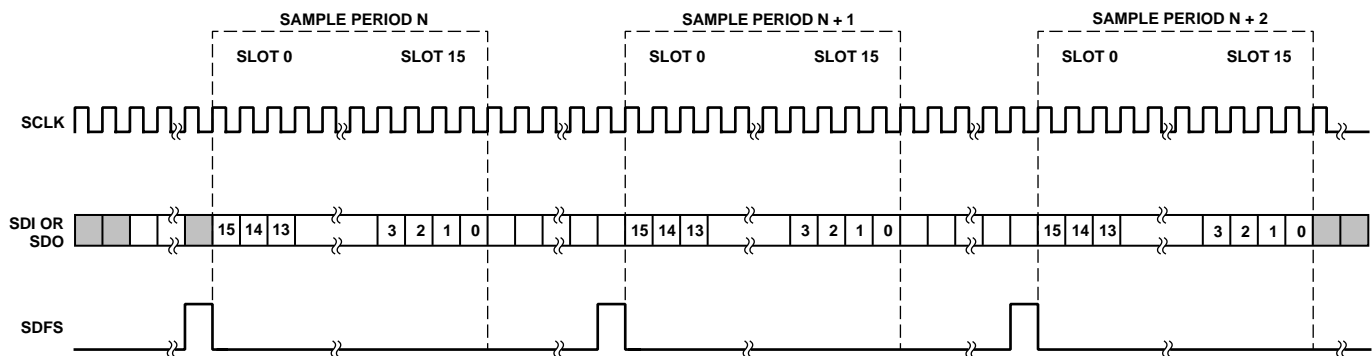 SAMPLE PERIOD N SAMPLE PERIOD N + 1 SAMPLE PERIOD N + 2
SLOT 0 SLOT 15 SLOT 0 SLOT 15 SLOT 0 SLOT 15
SCLK
SDI OR
SDO
15 14 13 3 2 1 0 15 14 13 3 2 1 0 15 14 13 3 2 1 0
SDFS